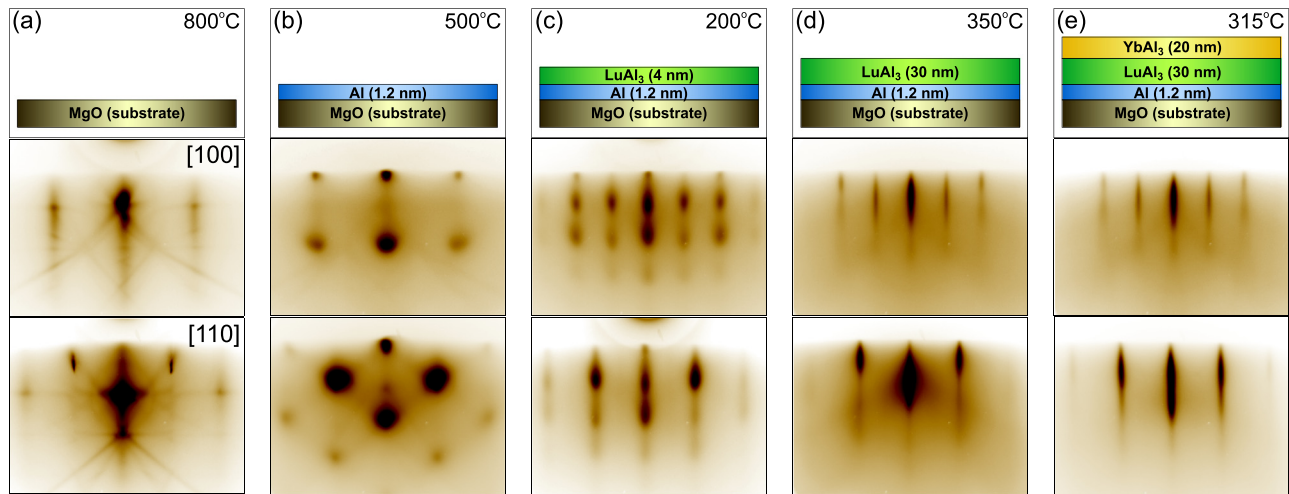 (a) 800°C
MgO (substrate)
[100]
[110]
(b) 500°C
Al (1.2 nm)
MgO (substrate)
(c) 200°C
LuAl₃ (4 nm)
Al (1.2 nm)
MgO (substrate)
(d) 350°C
LuAl₃ (30 nm)
Al (1.2 nm)
MgO (substrate)
(e) 315°C
YbAl₃ (20 nm)
LuAl₃ (30 nm)
Al (1.2 nm)
MgO (substrate)